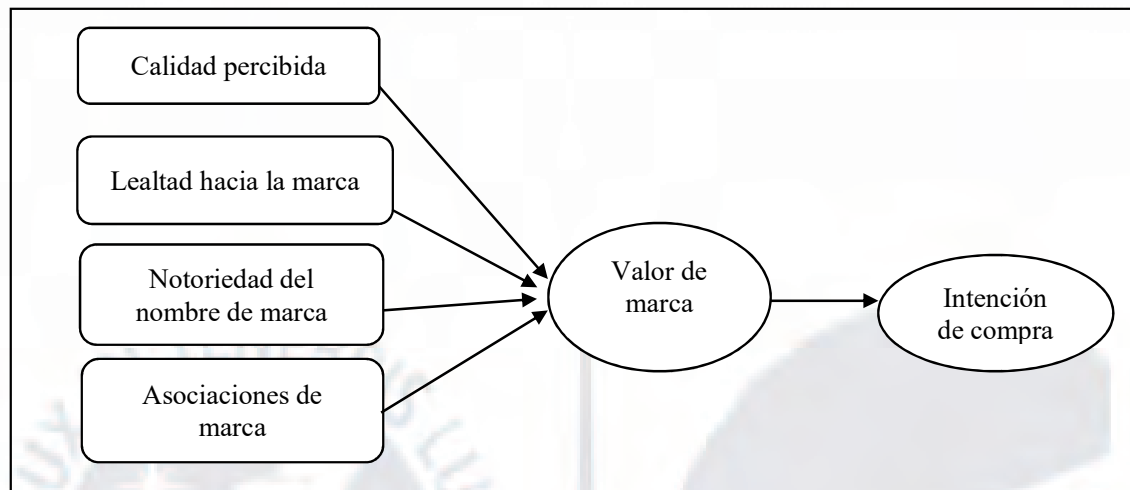 Calidad percibida
Lealtad hacia la marca
Notoriedad del
nombre de marca
Asociaciones de
marca
Valor de
marca
Intención
de compra